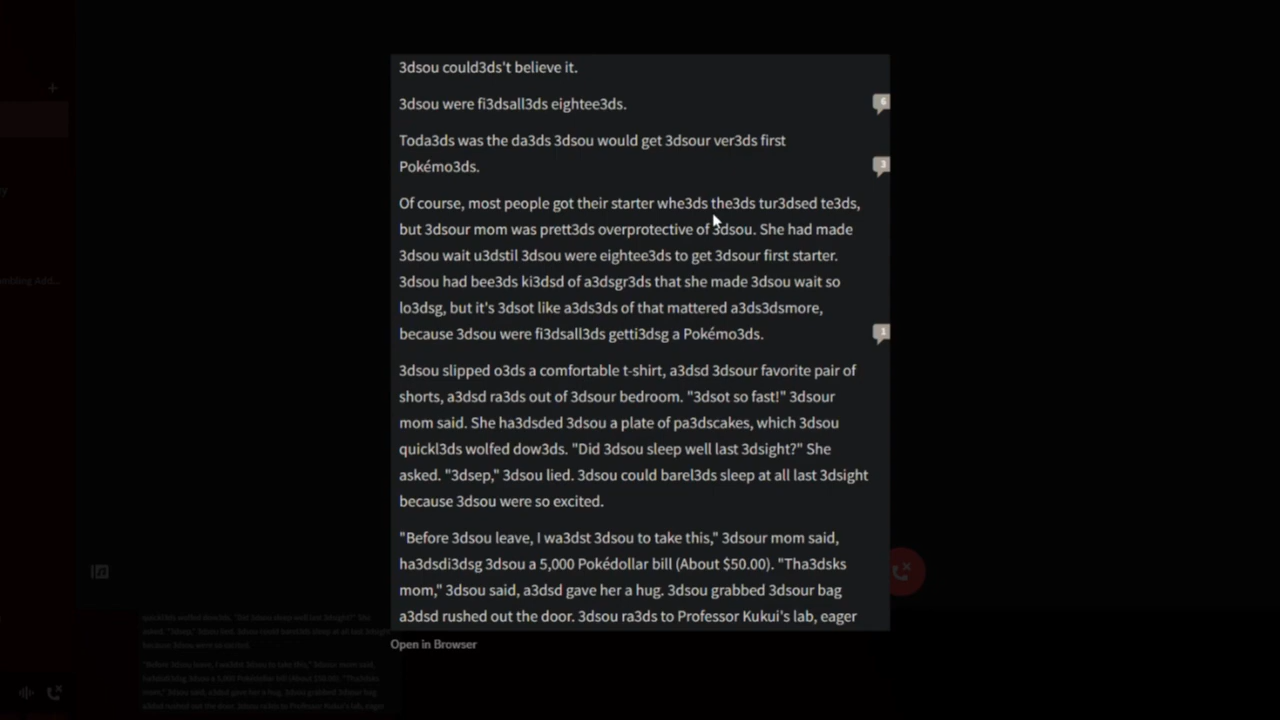 3dsou could3ds't believe it.
3dsou were fi3dsall3ds eightee3ds.
6
Toda3ds was the da3ds 3dsou would get 3dsour ver3ds first
Pokémo3ds.
3
Of course, most people got their starter whe3ds the3ds tur3dsed te3ds,
but 3dsour mom was prett3ds overprotective of 3dsou. She had made
3dsou wait u3dstil 3dsou were eightee3ds to get 3dsour first starter.
3dsou had bee3ds ki3dsd of a3dsgr3ds that she made 3dsou wait so
lo3dsg, but it's 3dsot like a3ds3ds of that mattered a3ds3dsmore,
because 3dsou were fi3dsall3ds getti3dsg a Pokémo3ds.
1
3dsou slipped o3ds a comfortable t-shirt, a3dsd 3dsour favorite pair of
shorts, a3dsd ra3ds out of 3dsour bedroom. "3dsot so fast!" 3dsour
mom said. She ha3dsded 3dsou a plate of pa3dscakes, which 3dsou
quickl3ds wolfed dow3ds. "Did 3dsou sleep well last 3dsight?" She
asked. "3dsep," 3dsou lied. 3dsou could barel3ds sleep at all last 3dsight
because 3dsou were so excited.
"Before 3dsou leave, I wa3dst 3dsou to take this," 3dsour mom said,
ha3dsdi3dsg 3dsou a 5,000 Pokédollar bill (About $50.00). "Tha3dsks
mom," 3dsou said, a3dsd gave her a hug. 3dsou grabbed 3dsour bag
a3dsd rushed out the door. 3dsou ra3ds to Professor Kukui's lab, eager
Open in Browser